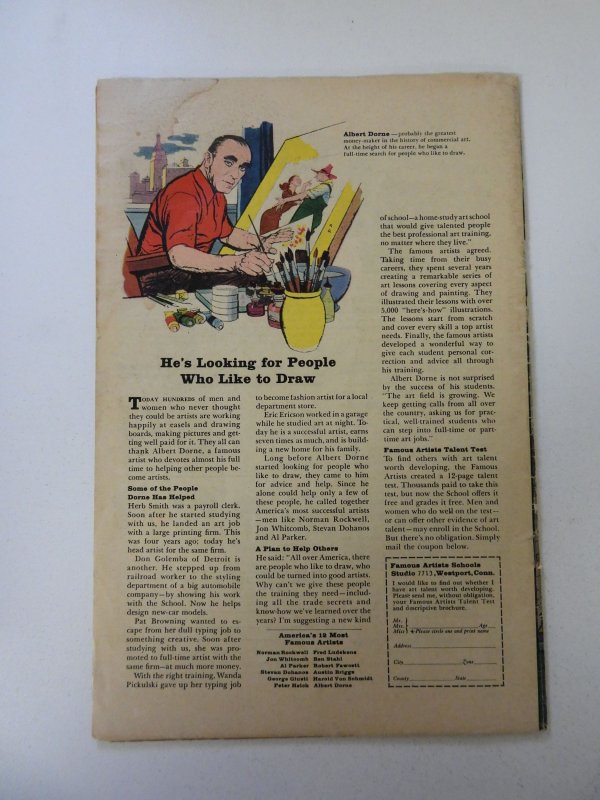 Albert Dorne—probably the greatest
money-maker in the history of commercial art.
At the height of his career, he began a
full-time search for people who like to draw.
He's Looking for People
Who Like to Draw
TODAY HUNDREDS of men and
women who never thought
they could be artists are working
happily at easels and drawing
boards, making pictures and get-
ting well paid for it. They all can
thank Albert Dorne, a famous
artist who devotes almost his full
time to helping other people be-
come artists.
Some of the People
Dorne Has Helped
Herb Smith was a payroll clerk.
Soon after he started studying
with us, he landed an art job
with a large printing firm. This
was four years ago; today he's
head artist for the same firm.
Don Golemba of Detroit is
another. He stepped up from
railroad worker to the styling
department of a big automobile
company—by showing his work
with the School. Now he helps
design new-car models.
Pat Browning wanted to es-
cape from her dull typing job to
something creative. Soon after
studying with us, she was pro-
moted to full-time artist with the
same firm—at much more money.
With the right training, Wanda
Pickulski gave up her typing job
to become fashion artist for a local
department store.
Eric Ericson worked in a garage
while he studied art at night. To-
day he is a successful artist, earns
seven times as much, and is build-
ing a new home for his family.
Long before Albert Dorne
started looking for people who
like to draw, they came to him
for advice and help. Since he
alone could help only a few of
these people, he called together
America's most successful artists
—men like Norman Rockwell,
Jon Whitcomb, Stevan Dohanos
and Al Parker.
A Plan to Help Others
He said: "All over America, there
are people who like to draw, who
could be turned into good artists.
Why can't we give these people
the training they need—includ-
ing all the trade secrets and
know-how we've learned over the
years? I'm suggesting a new kind
America's 12 Most
Famous Artists
Norman Rockwell Fred Ludekens
Jon Whitcomb Ben Stahl
Al Parker Robert Fawcett
Stevan Dohanos Austin Briggs
George Giusti Harold Von Schmidt
Peter Helck Albert Dorne
of school—a home-study art school
that would give talented people
the best professional art training,
no matter where they live."
The famous artists agreed.
Taking time from their busy
careers, they spent several years
creating a remarkable series of
art lessons covering every aspect
of drawing and painting. They
illustrated their lessons with over
5,000 "here's-how" illustrations.
The lessons start from scratch
and cover every skill a top artist
needs. Finally, the famous artists
developed a wonderful way to
give each student personal cor-
rection and advice all through
his training.
Albert Dorne is not surprised
by the success of his students.
"The art field is growing. We
keep getting calls from all over
the country, asking us for prac-
tical, well-trained students who
can step into full-time or part-
time art jobs."
Famous Artists Talent Test
To find others with art talent
worth developing, the Famous
Artists created a 12-page talent
test. Thousands paid to take this
test, but now the School offers it
free and grades it free. Men and
women who do well on the test—
or can offer other evidence of art
talent—may enroll in the School.
But there's no obligation. Simply
mail the coupon below.
Famous Artists Schools
Studio 7713, Westport, Conn.
I would like to find out whether I
have art talent worth developing.
Please send me, without obligation,
your Famous Artists Talent Test
and descriptive brochure.
Mr.
Mrs. Age
Miss Please circle one and print name
Address
City Zone
County State